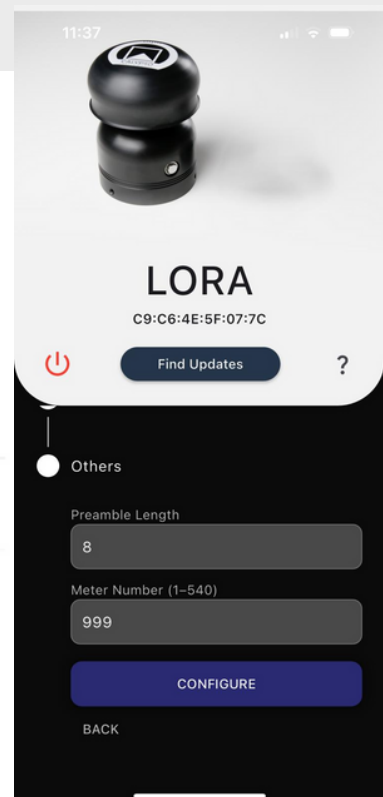 11:37
LORA
C9:C6:4E:5F:07:7C
Find Updates
?
Others
Preamble Length
8
Meter Number (1–540)
999
CONFIGURE
BACK